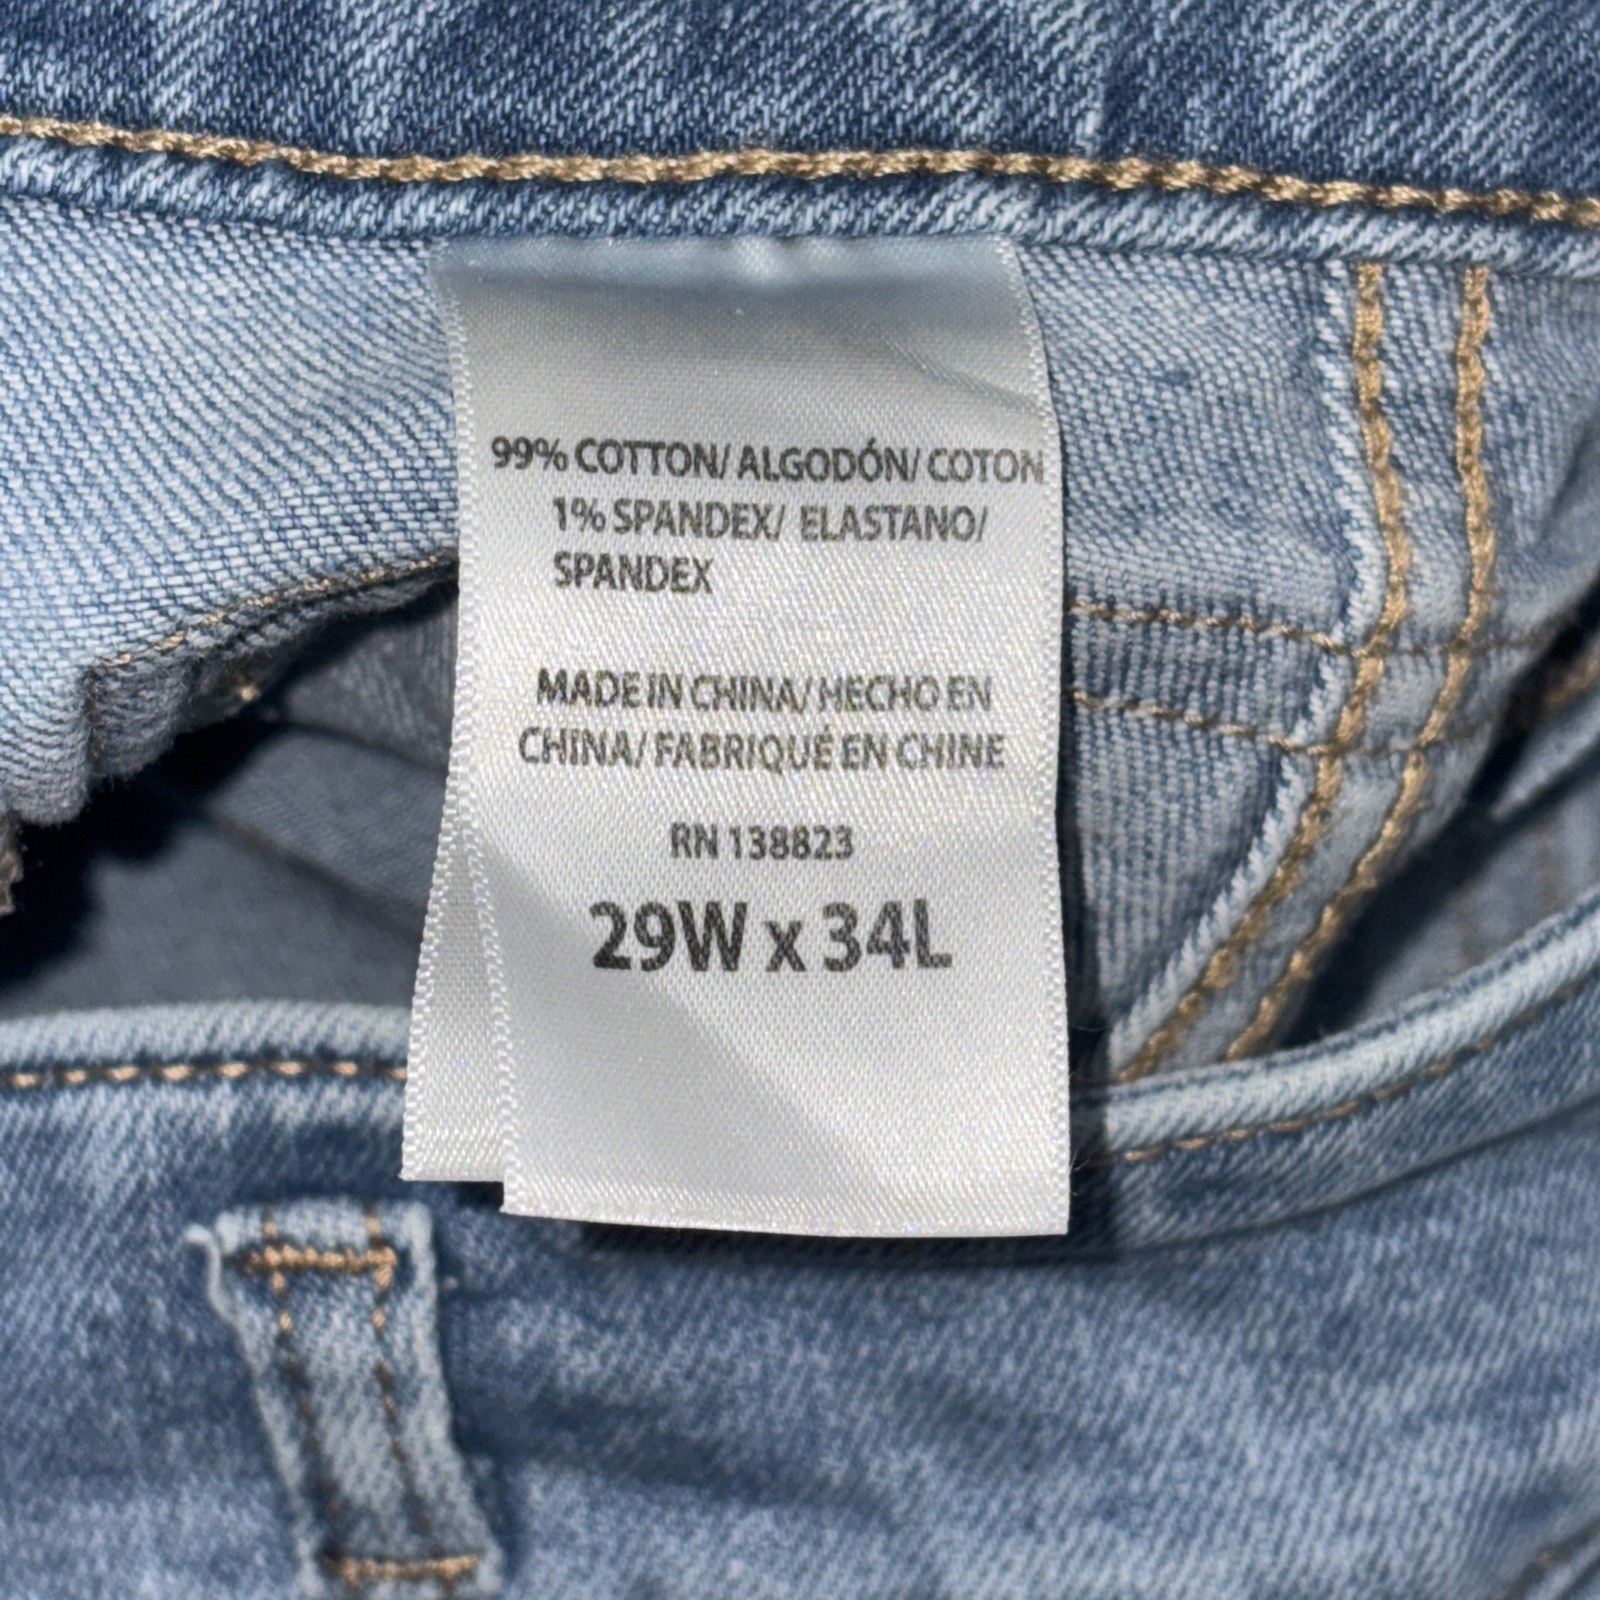 99% COTTON/ ALGODÓN/ COTON
1% SPANDEX/ ELASTANO/
SPANDEX
MADE IN CHINA/ HECHO EN
CHINA/ FABRIQUÉ EN CHINE
RN 138823
29W x 34L